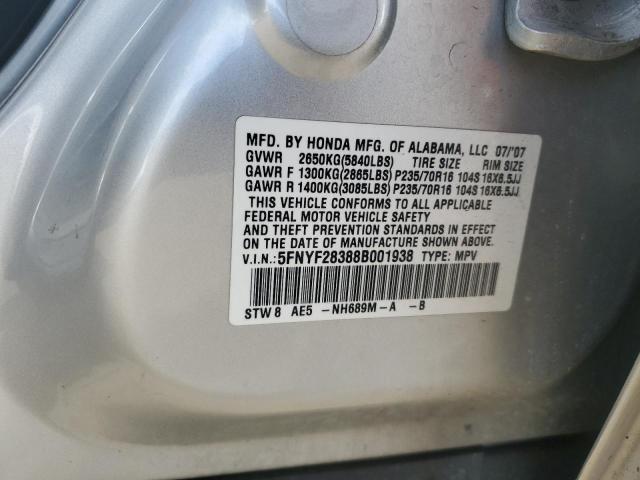 MFD. BY HONDA MFG. OF ALABAMA, LLC 07/'07
GVWR 2650KG(5840LBS) TIRE SIZE RIM SIZE
GAWR F 1300KG(2865LBS) P235/70R16 104S 16X6.5JJ
GAWR R 1400KG(3085LBS) P235/70R16 104S 16X6.5JJ
THIS VEHICLE CONFORMS TO ALL APPLICABLE
FEDERAL MOTOR VEHICLE SAFETY
AND THEFT PREVENTION STANDARDS IN EFFECT
ON THE DATE OF MANUFACTURE SHOWN ABOVE.
V.I.N.: 5FNYF28388B001938 TYPE: MPV
STW8 AE5 -NH689M-A -B